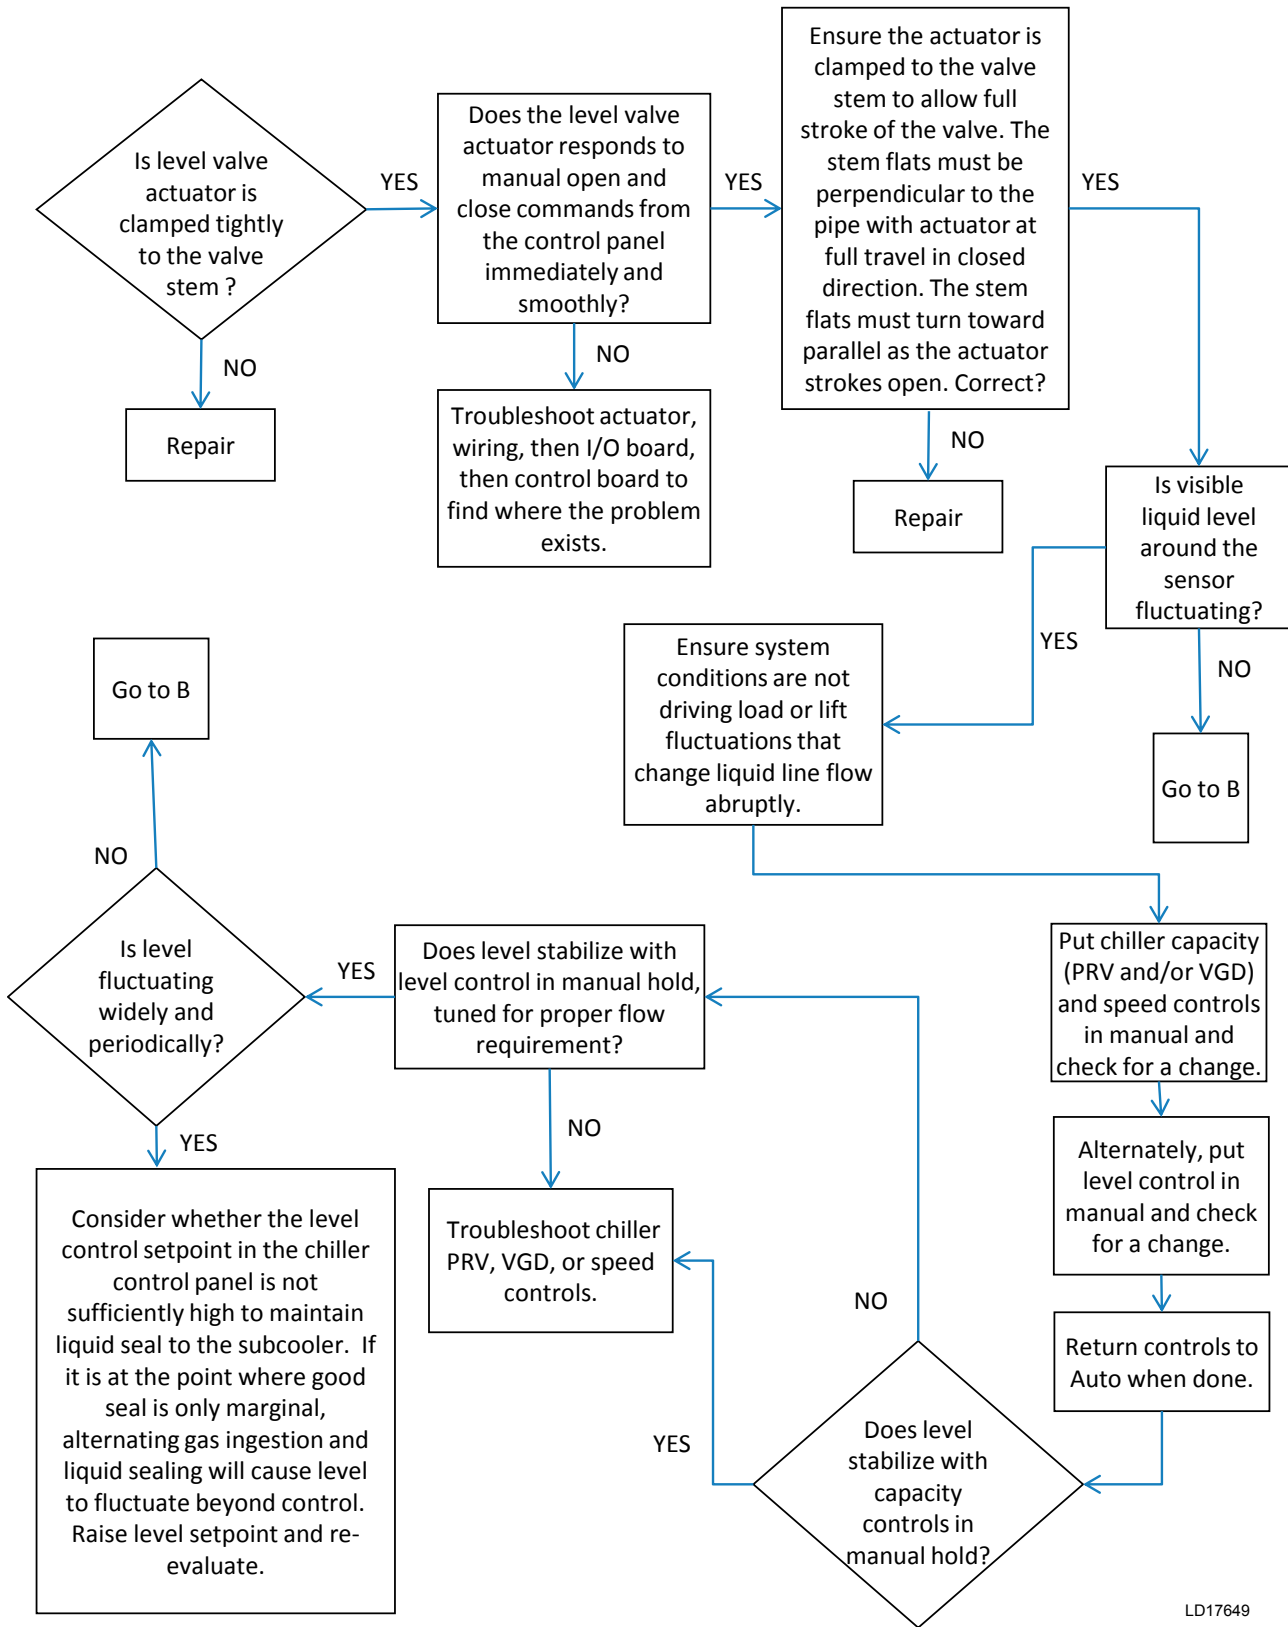 Is level valve
actuator is
clamped tightly
to the valve
stem ?
YES
NO
Repair
Does the level valve
actuator responds to
manual open and
close commands from
the control panel
immediately and
smoothly?
YES
NO
Troubleshoot actuator,
wiring, then I/O board,
then control board to
find where the problem
exists.
Ensure the actuator is
clamped to the valve
stem to allow full
stroke of the valve. The
stem flats must be
perpendicular to the
pipe with actuator at
full travel in closed
direction. The stem
flats must turn toward
parallel as the actuator
strokes open. Correct?
YES
NO
Repair
Is visible
liquid level
around the
sensor
fluctuating?
YES
NO
Go to B
Ensure system
conditions are not
driving load or lift
fluctuations that
change liquid line flow
abruptly.
Put chiller capacity
(PRV and/or VGD)
and speed controls
in manual and
check for a change.
Alternately, put
level control in
manual and check
for a change.
Return controls to
Auto when done.
Does level
stabilize with
capacity
controls in
manual hold?
YES
NO
Troubleshoot chiller
PRV, VGD, or speed
controls.
Does level stabilize with
level control in manual hold,
tuned for proper flow
requirement?
NO
YES
Is level
fluctuating
widely and
periodically?
NO
Go to B
YES
Consider whether the level
control setpoint in the chiller
control panel is not
sufficiently high to maintain
liquid seal to the subcooler.  If
it is at the point where good
seal is only marginal,
alternating gas ingestion and
liquid sealing will cause level
to fluctuate beyond control.
Raise level setpoint and re-
evaluate.
LD17649